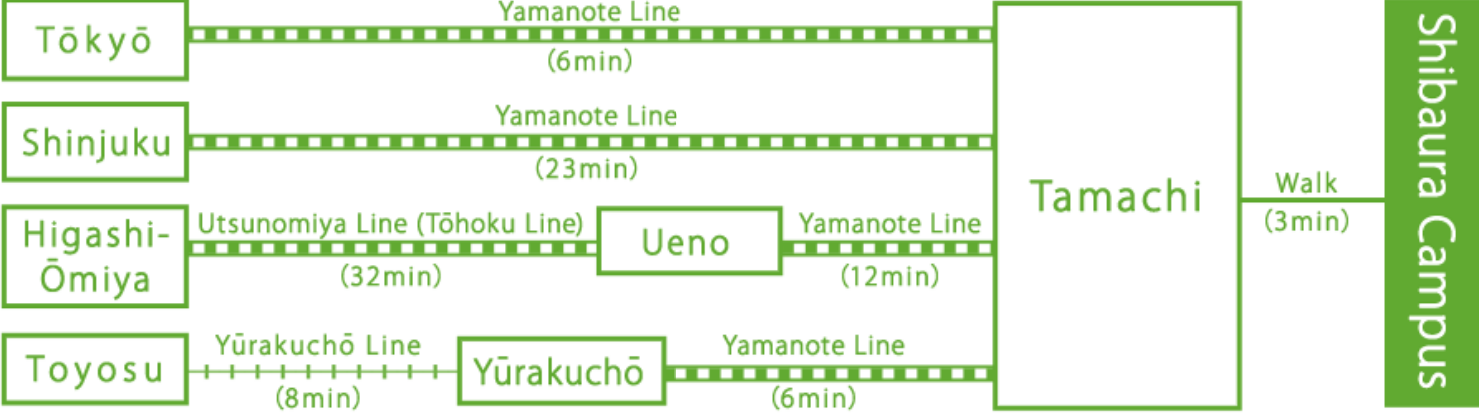 Tōkyō
Yamanote Line
(6min)
Shinjuku
Yamanote Line
(23min)
Higashi-
Ōmiya
Utsunomiya Line (Tōhoku Line)
(32min)
Ueno
Yamanote Line
(12min)
Toyosu
Yūrakuchō Line
(8min)
Yūrakuchō
Yamanote Line
(6min)
Tamachi
Walk
(3min)
Shibaura Campus